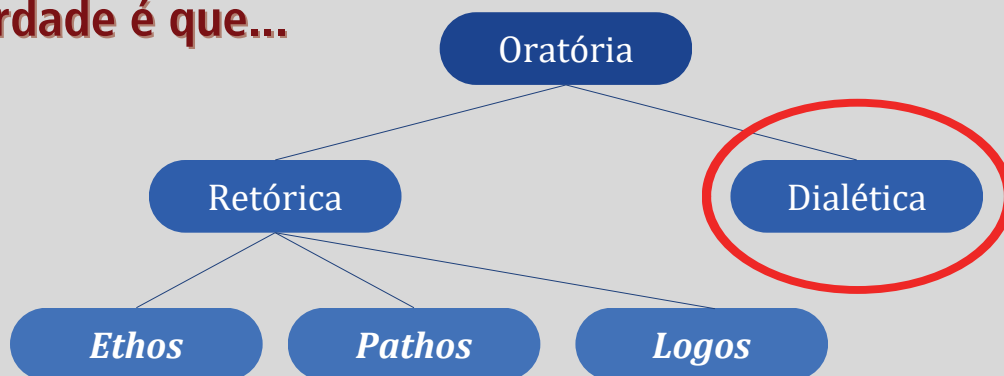 rdade é que...
Oratória
Retórica
Dialética
Ethos
Pathos
Logos